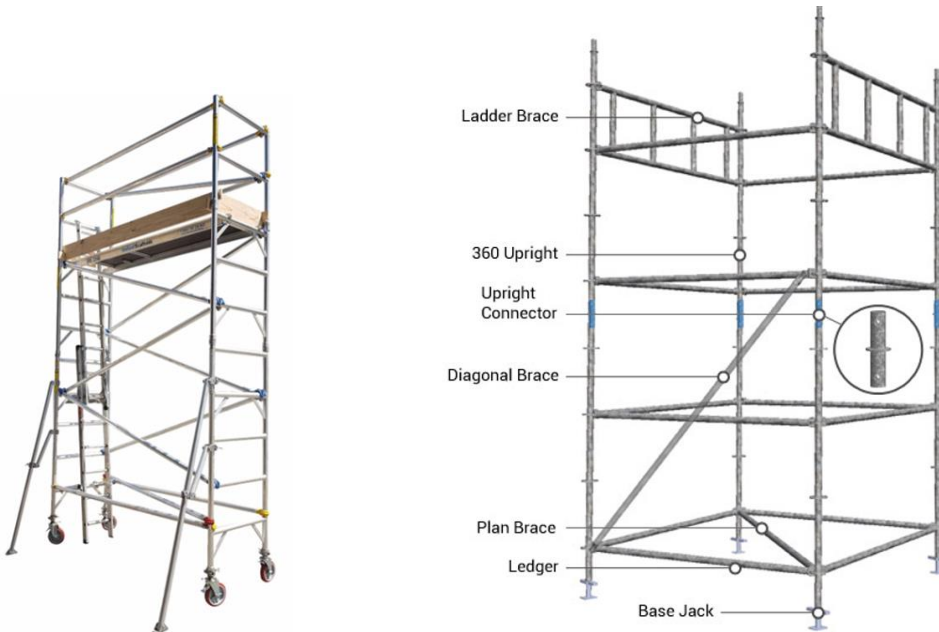 Ladder Brace
360 Upright
Upright
Connector
Diagonal Brace
Plan Brace
Ledger
Base Jack